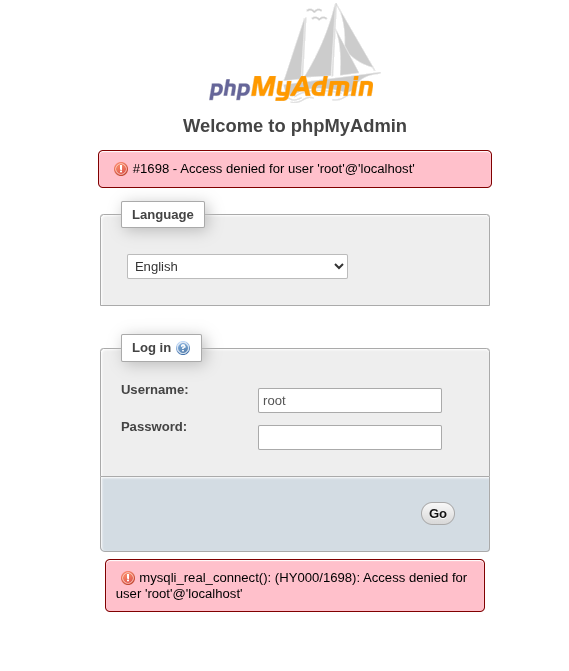 phpMyAdmin
Welcome to phpMyAdmin
#1698 - Access denied for user 'root'@'localhost'
Language
English
Log in
Username:
root
Password:
Go
mysqli_real_connect(): (HY000/1698): Access denied for
user 'root'@'localhost'